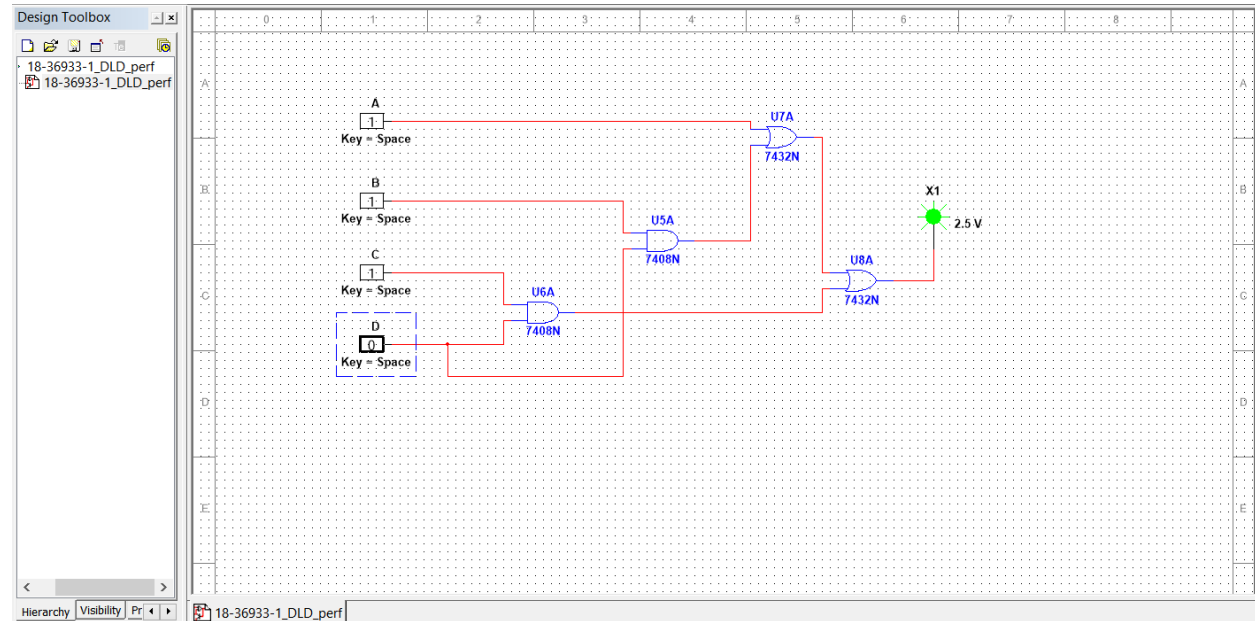 Design Toolbox
18-36933-1_DLD_perf
18-36933-1_DLD_perf
Hierarchy Visibility Pr
0 1 2 3 4 5 6 7 8
A A
A
1
Key = Space
U7A
7432N
B B
B
1
Key = Space
X1
2.5 V
U5A
7408N
C
1
Key = Space
U8A
7432N
C C
U6A
7408N
D
0
Key = Space
D D
E E
18-36933-1_DLD_perf